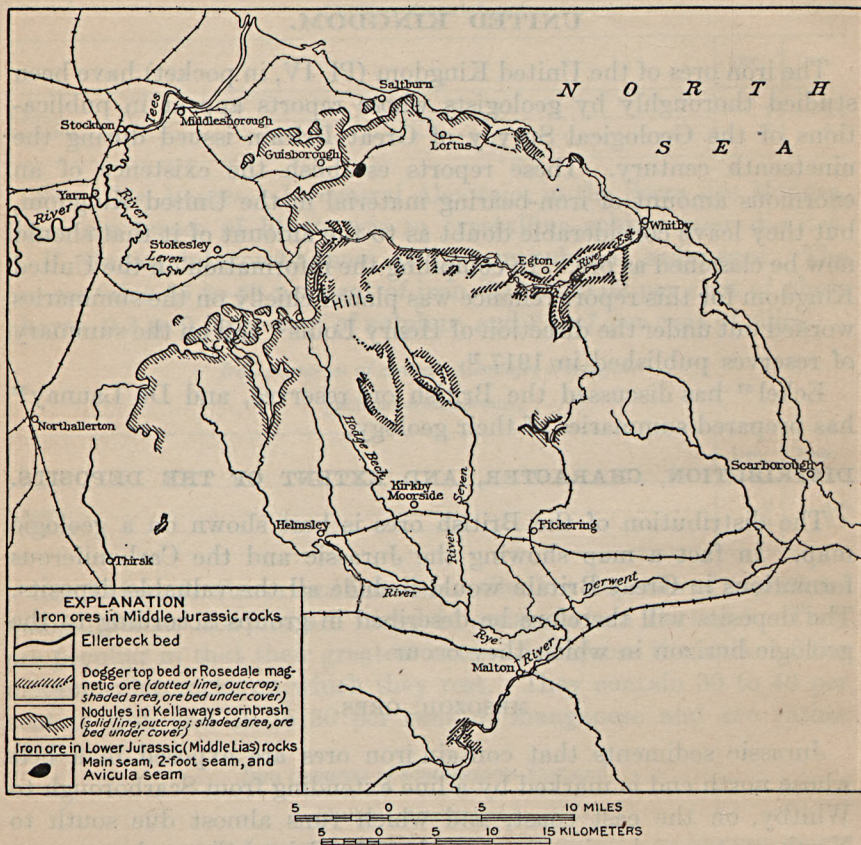 NORTH
SEA
Saltburn
Tees
Middlesborough
Stockton
Loftus
Guisborough
Yarm
River
River
Whitby
Stokesley
Leven
Egton
River Esk
Hills
Northallerton
Hodge Beck
Scarborough
Kirkby
Moorside
Seven
River
Helmsley
Pickering
Thirsk
Derwent
River
River
Rye
Malton
EXPLANATION
Iron ores in Middle Jurassic rocks
Ellerbeck bed
Dogger top bed or Rosedale mag-
netic ore (dotted line, outcrop;
shaded area, ore bed under cover)
Nodules in Kellaways cornbrash
(solid line, outcrop; shaded area, ore
bed under cover)
Iron ore in Lower Jurassic (Middle Lias) rocks
Main seam, 2-foot seam, and
Avicula seam
5 0 5 10 MILES
5 0 5 10 15 KILOMETERS